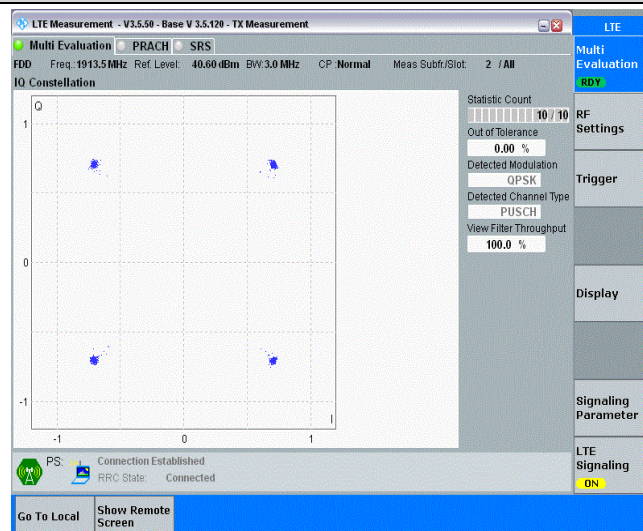 LTE Measurement - V3.5.50 - Base V 3.5.120 - TX Measurement
LTE
Multi Evaluation PRACH SRS
Multi
Evaluation
RDY
FDD Freq.:1913.5 MHz Ref. Level: 40.60 dBm BW:3.0 MHz CP :Normal Meas Subfr./Slot: 2 / All
IQ Constellation
Q
1
0
-1
I
-1 0 1
Statistic Count
10 / 10
Out of Tolerance
0.00 %
Detected Modulation
QPSK
Detected Channel Type
PUSCH
View Filter Throughput
100.0 %
RF
Settings
Trigger
Display
Signaling
Parameter
LTE
Signaling
ON
PS: Connection Established
RRC State: Connected
Go To Local
Show Remote
Screen